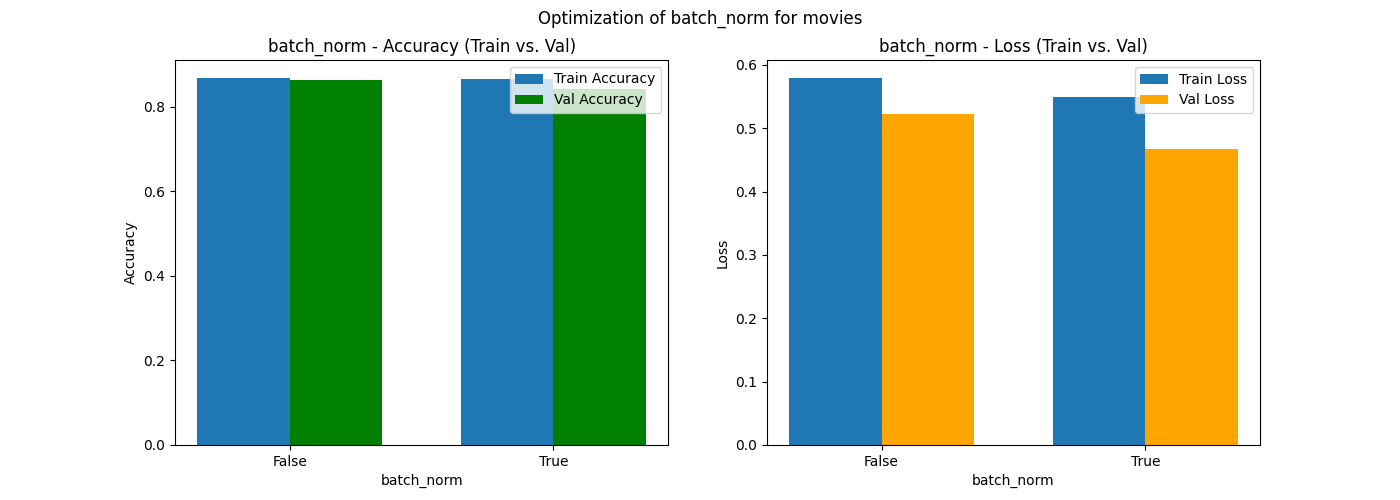 Optimization of batch_norm for movies
batch_norm - Accuracy (Train vs. Val)
Train Accuracy
Val Accuracy
0.8
0.6
0.4
0.2
0.0
Accuracy
False
True
batch_norm
batch_norm - Loss (Train vs. Val)
Train Loss
Val Loss
0.6
0.5
0.4
0.3
0.2
0.1
0.0
Loss
False
True
batch_norm